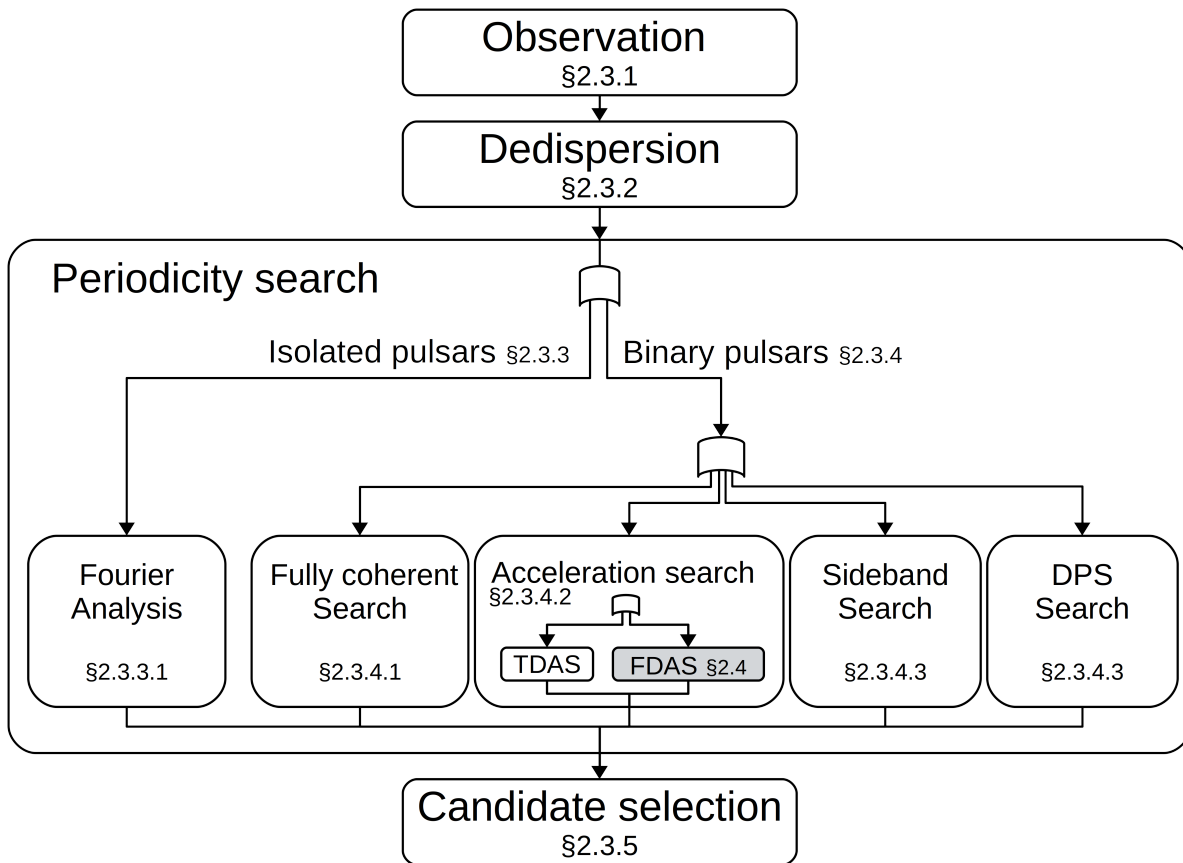 Observation
§2.3.1
Dedispersion
§2.3.2
Periodicity search
Isolated pulsars §2.3.3
Binary pulsars §2.3.4
Fourier
Analysis
§2.3.3.1
Fully coherent
Search
§2.3.4.1
Acceleration search
§2.3.4.2
TDAS
FDAS §2.4
Sideband
Search
§2.3.4.3
DPS
Search
§2.3.4.3
Candidate selection
§2.3.5